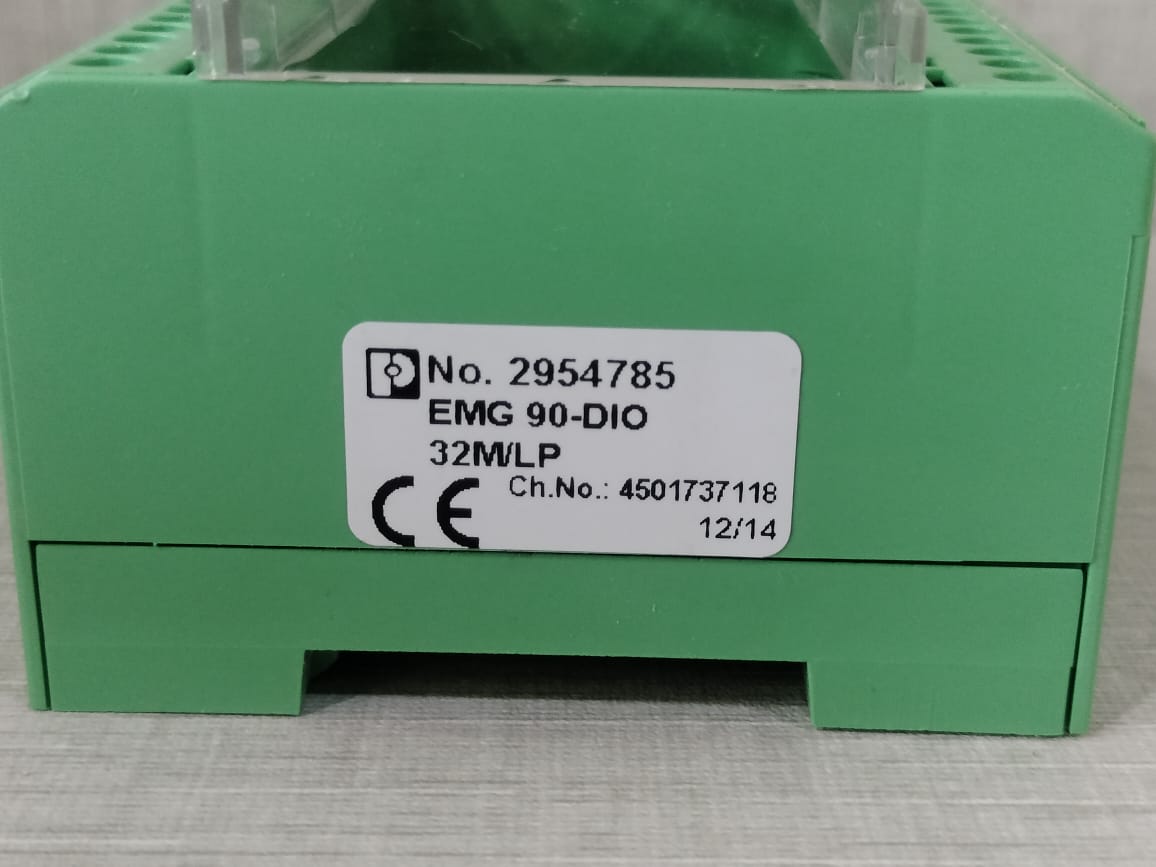 No. 2954785
EMG 90-DIO
32M/LP
CE
Ch.No.: 4501737118
12/14